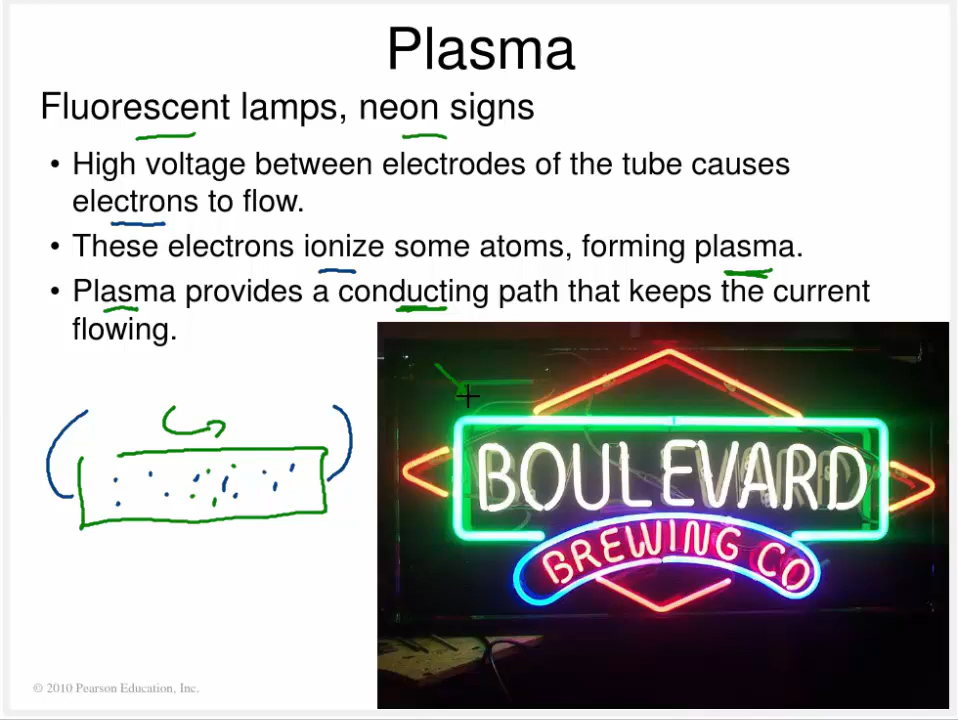 Plasma
Fluorescent lamps, neon signs
• High voltage between electrodes of the tube causes
electrons to flow.
• These electrons ionize some atoms, forming plasma.
• Plasma provides a conducting path that keeps the current
flowing.
BOULEVARD
BREWING CO
© 2010 Pearson Education, Inc.